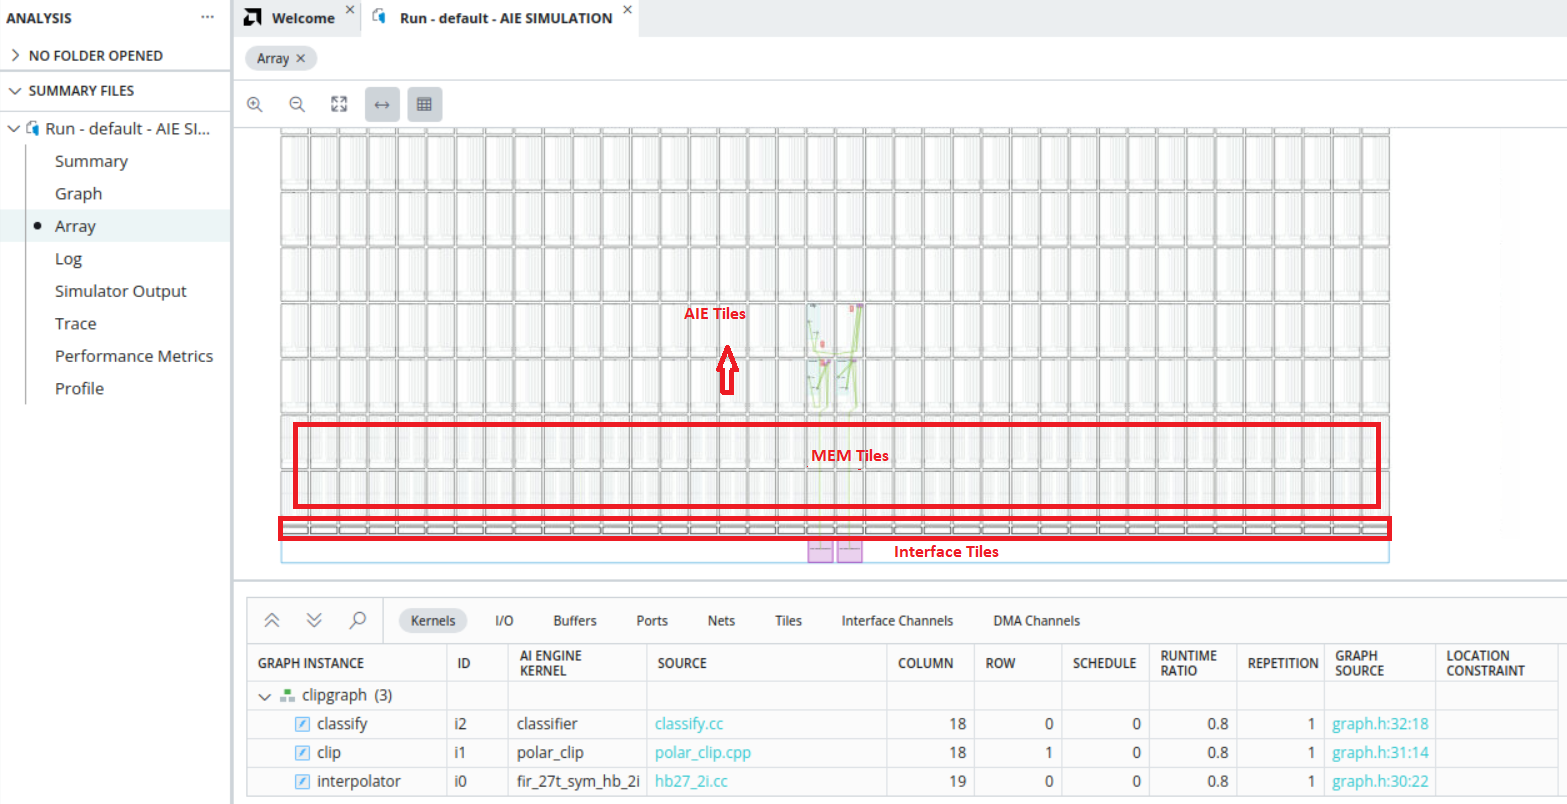 ANALYSIS ...
NO FOLDER OPENED
SUMMARY FILES
Run - default - AIE SI...
Summary
Graph
Array
Log
Simulator Output
Trace
Performance Metrics
Profile
Welcome Run - default - AIE SIMULATION
Array
AIE Tiles
MEM Tiles
Interface Tiles
Kernels I/O Buffers Ports Nets Tiles Interface Channels DMA Channels
GRAPH INSTANCE ID AI ENGINE KERNEL SOURCE COLUMN ROW SCHEDULE RUNTIME RATIO REPETITION GRAPH SOURCE LOCATION CONSTRAINT
clipgraph (3)
classify i2 classifier classify.cc 18 0 0 0.8 1 graph.h:32:18
clip i1 polar_clip polar_clip.cpp 18 1 0 0.8 1 graph.h:31:14
interpolator i0 fir_27t_sym_hb_2i hb27_2i.cc 19 0 0 0.8 1 graph.h:30:22